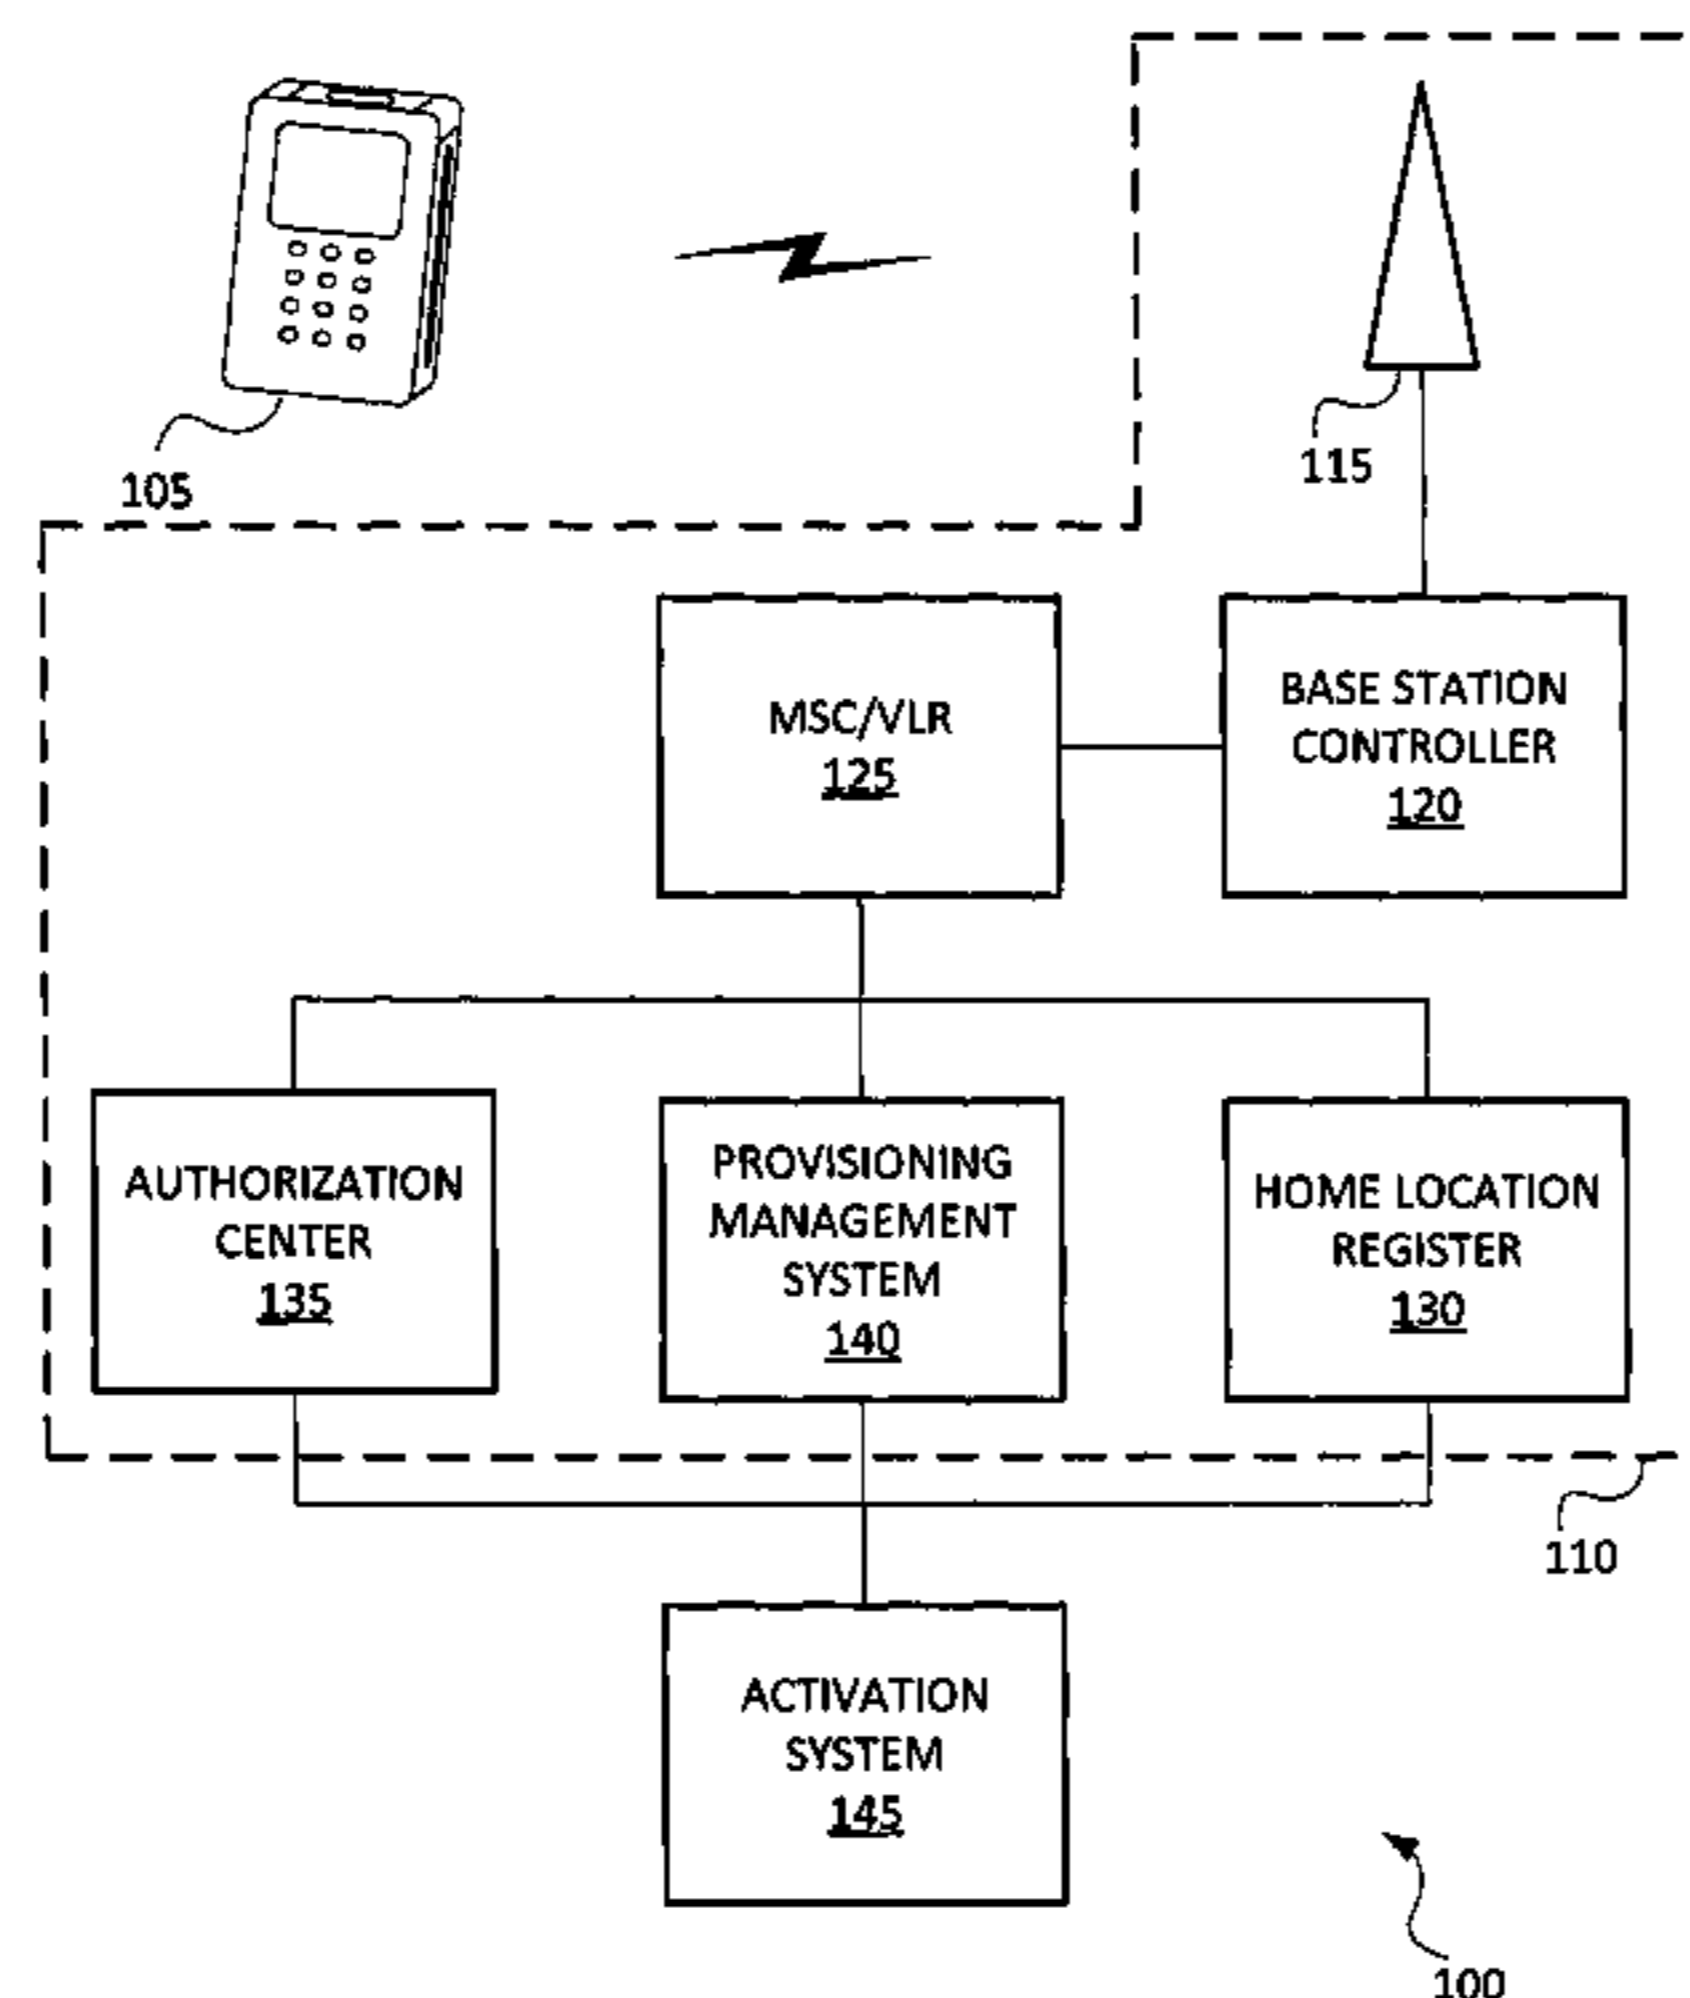 105
115
MSC/VLR
125
BASE STATION
CONTROLLER
120
AUTHORIZATION
CENTER
135
PROVISIONING
MANAGEMENT
SYSTEM
140
HOME LOCATION
REGISTER
130
110
ACTIVATION
SYSTEM
145
100